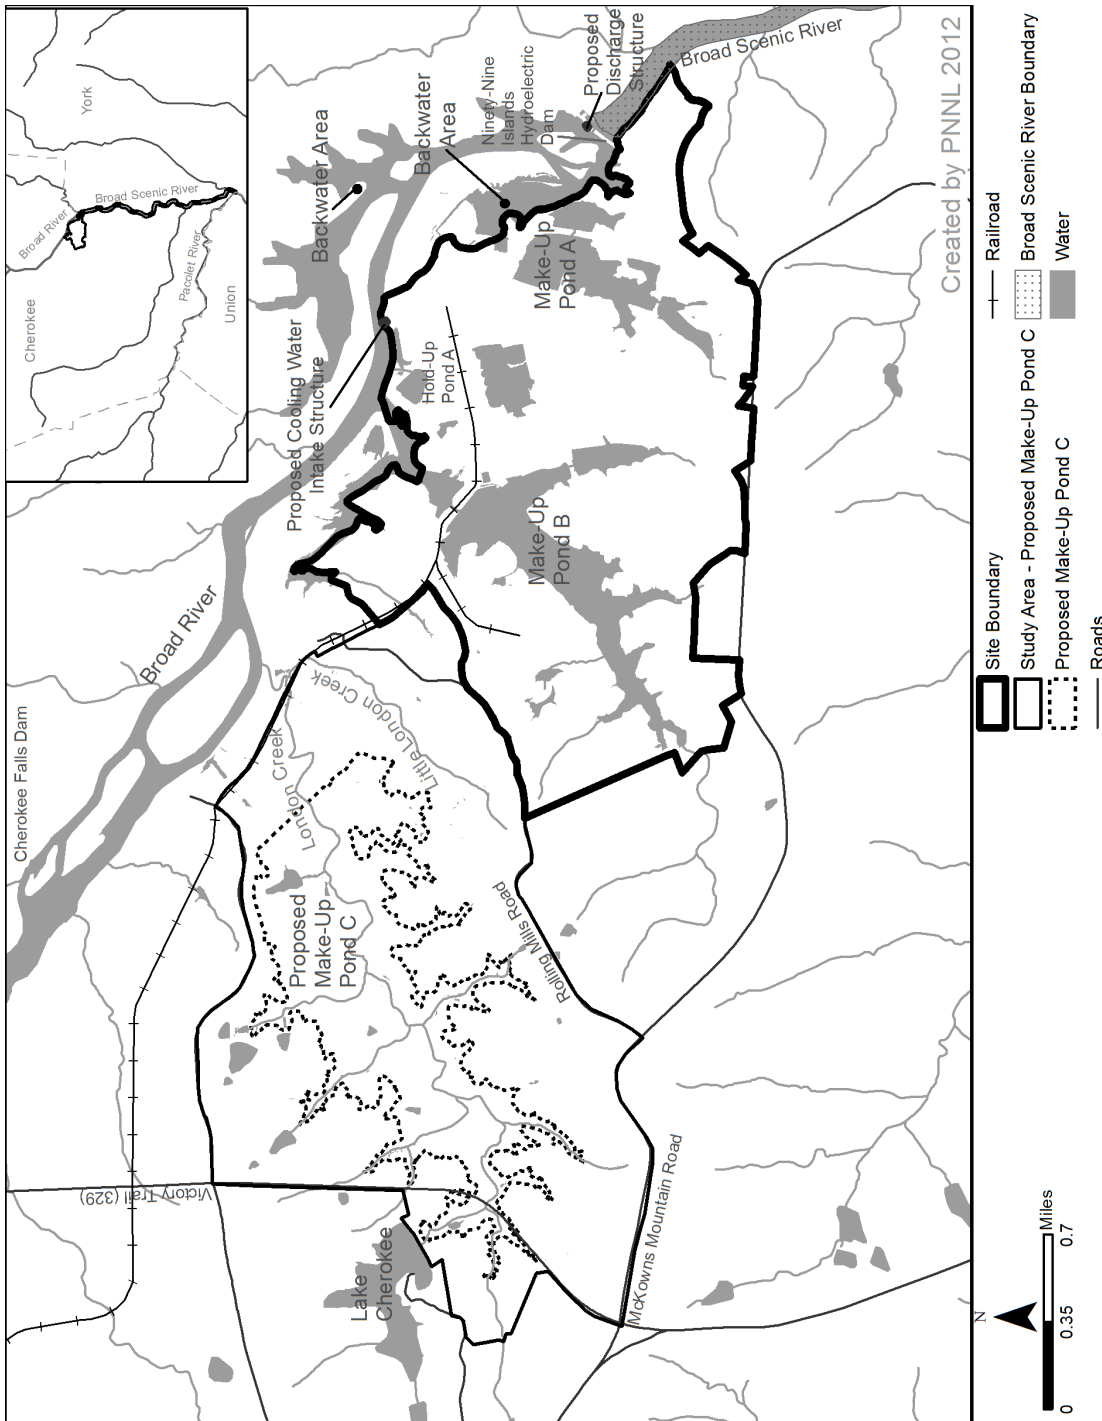 Cherokee
York
Broad River
Broad Scenic River
Pacolet River
Union
Cherokee Falls Dam
Broad River
Proposed Cooling Water
Intake Structure
Backwater Area
Backwater
Area
Ninety-Nine
Islands
Hydroelectric
Dam
Proposed
Discharge
Structure
Broad Scenic River
Hold-Up
Pond A
Make-Up
Pond A
Make-Up
Pond B
London Creek
Little London Creek
Proposed
Make-Up
Pond C
Rolling Mills Road
Victory Trail (329)
Lake
Cherokee
McKowns Mountain Road
Created by PNNL 2012
N
0
0.35
0.7
Miles
Site Boundary
Study Area - Proposed Make-Up Pond C
Proposed Make-Up Pond C
Roads
Railroad
Broad Scenic River Boundary
Water